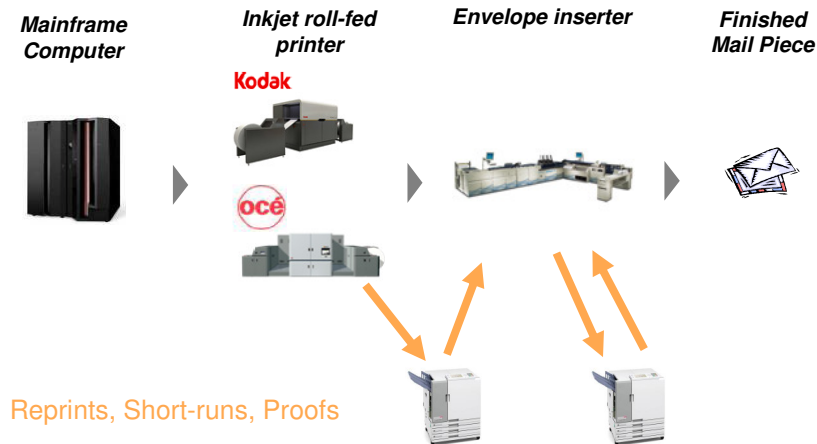 Mainframe
Computer
Inkjet roll-fed
printer
Envelope inserter
Finished
Mail Piece
Kodak
océ
Reprints, Short-runs, Proofs